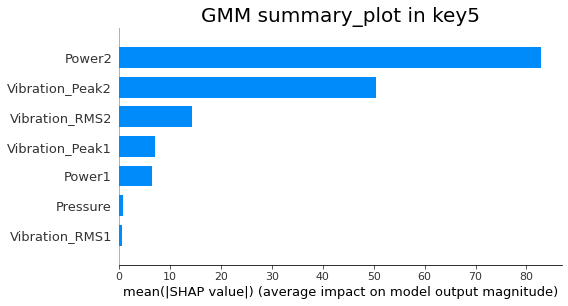 GMM summary_plot in key5
Power2
Vibration_Peak2
Vibration_RMS2
Vibration_Peak1
Power1
Pressure
Vibration_RMS1
0 10 20 30 40 50 60 70 80
mean(|SHAP value|) (average impact on model output magnitude)